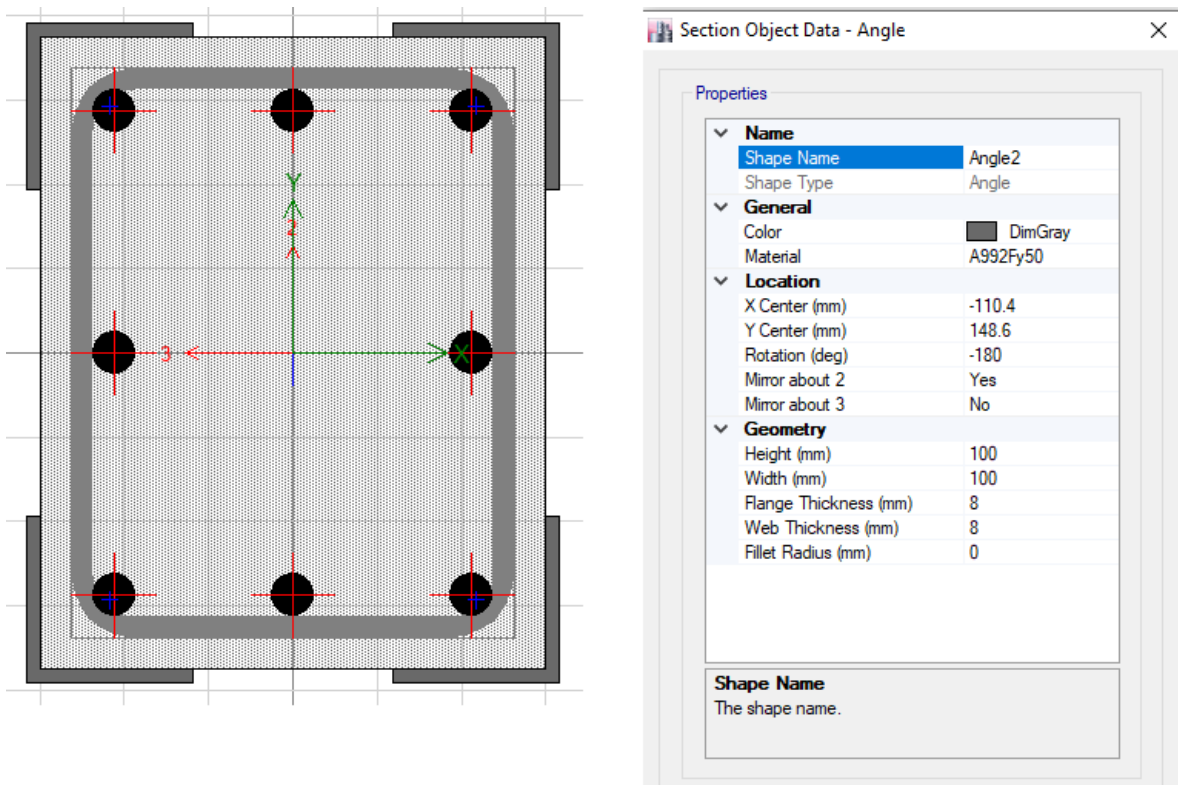 Y
2
3
X
Section Object Data - Angle
Properties
Name
Shape Name Angle2
Shape Type Angle
General
Color DimGray
Material A992Fy50
Location
X Center (mm) -110.4
Y Center (mm) 148.6
Rotation (deg) -180
Mirror about 2 Yes
Mirror about 3 No
Geometry
Height (mm) 100
Width (mm) 100
Flange Thickness (mm) 8
Web Thickness (mm) 8
Fillet Radius (mm) 0
Shape Name
The shape name.